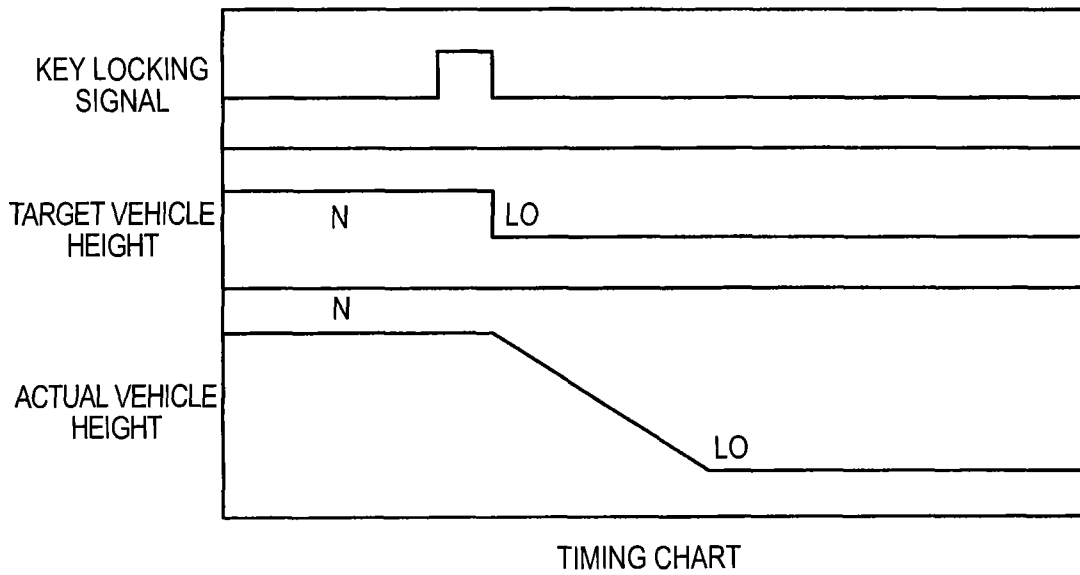 KEY LOCKING
SIGNAL
TARGET VEHICLE
HEIGHT
N
LO
N
ACTUAL VEHICLE
HEIGHT
LO
TIMING CHART